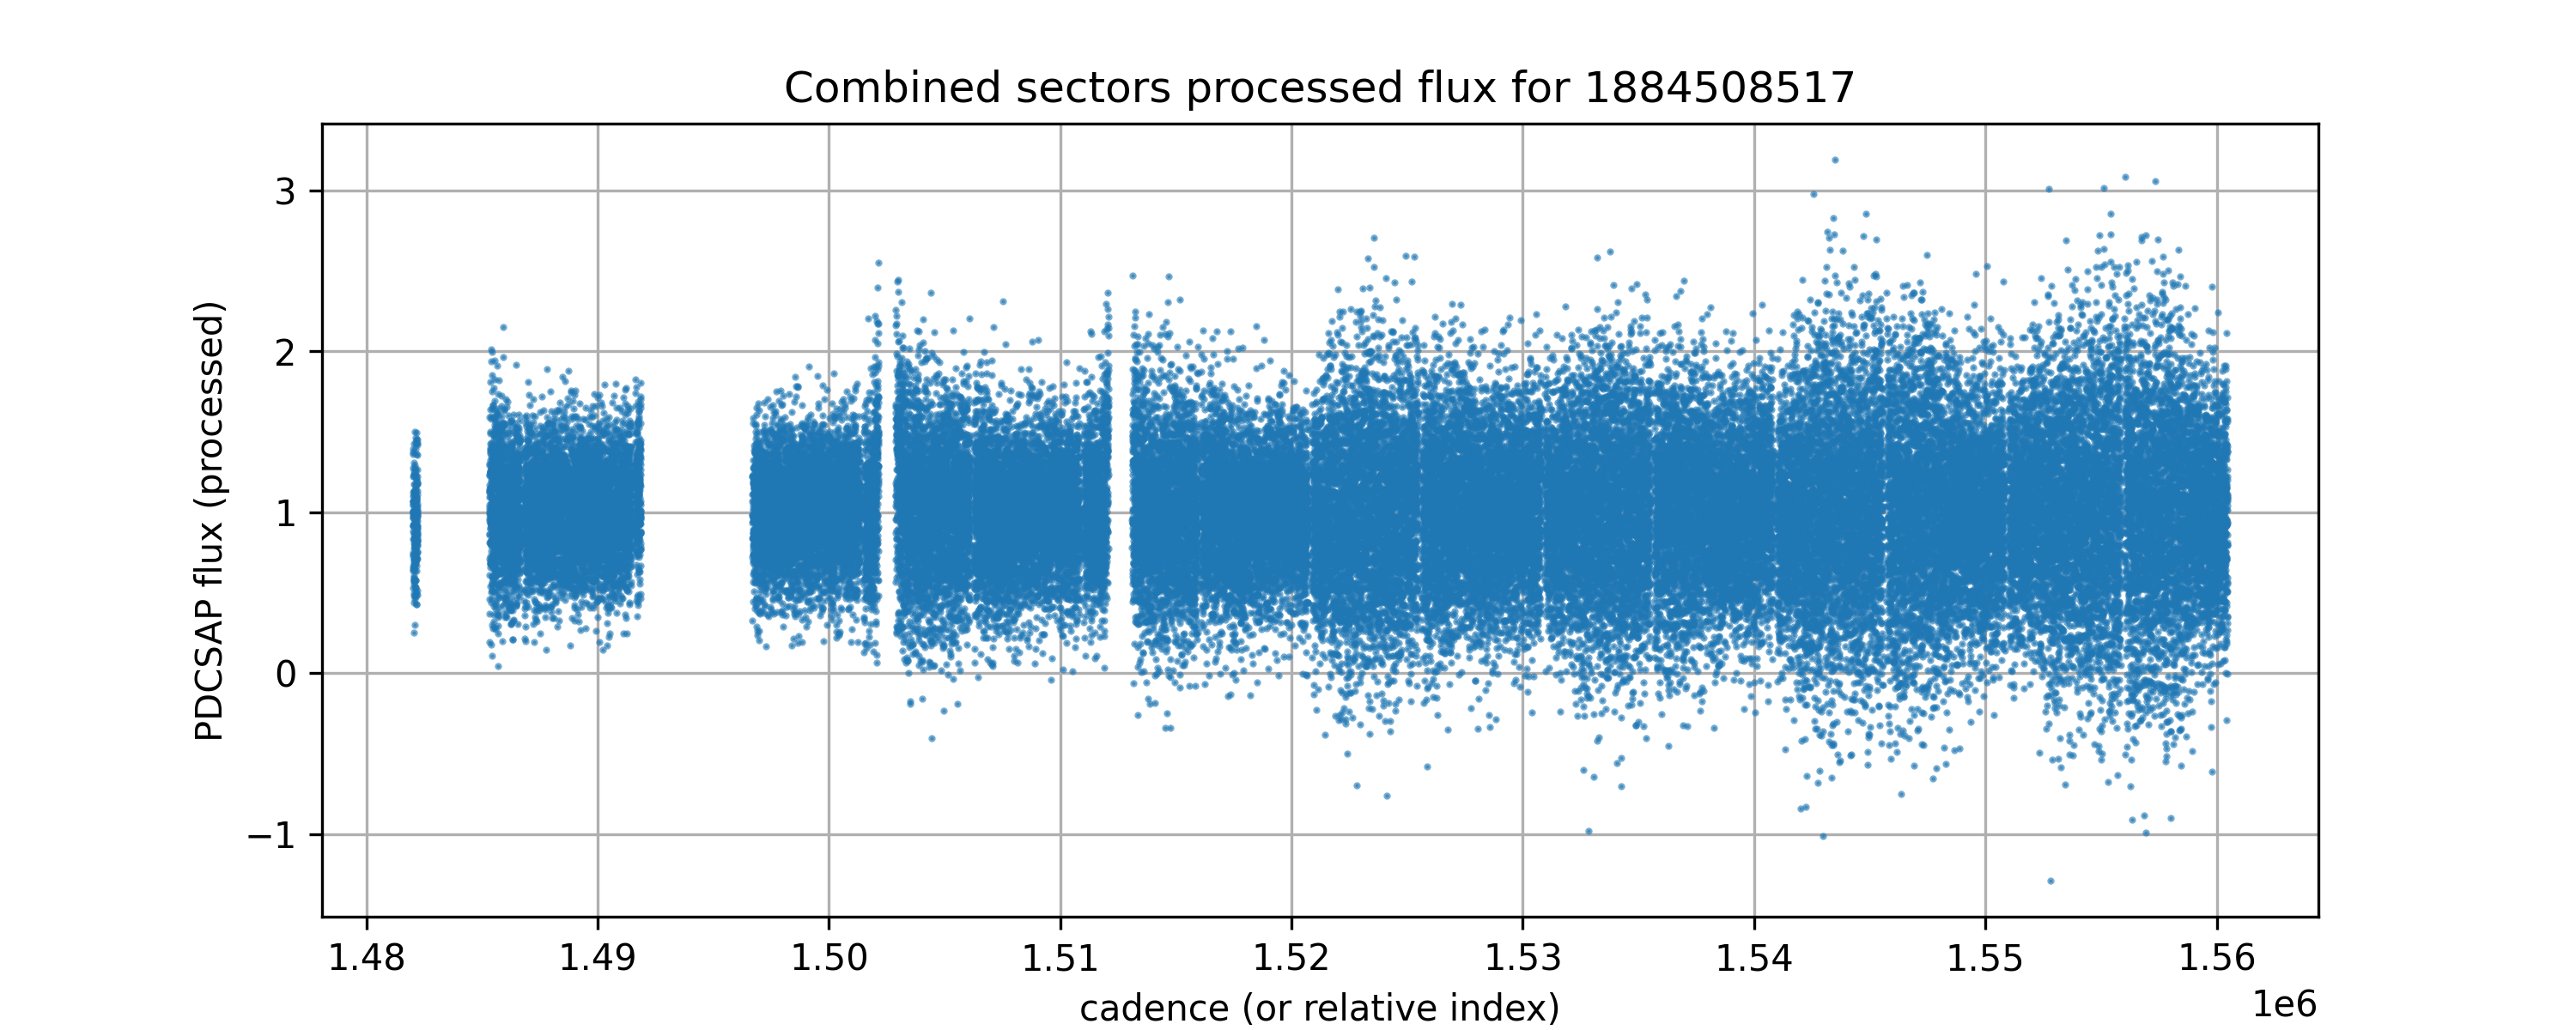 Combined sectors processed flux for 1884508517
PDCSAP flux (processed)
3
2
1
0
−1
1.48 1.49 1.50 1.51 1.52 1.53 1.54 1.55 1.56
1e6
cadence (or relative index)